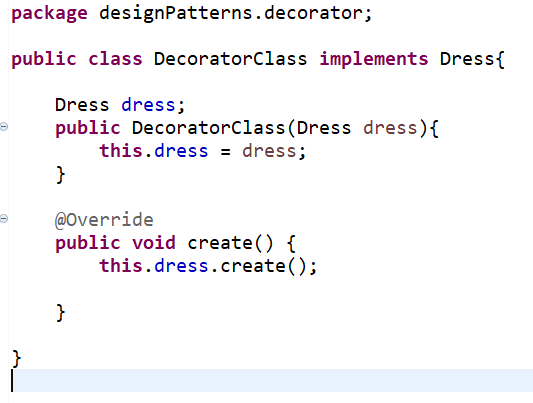 package designPatterns.decorator;
public class DecoratorClass implements Dress{
Dress dress;
public DecoratorClass(Dress dress){
this.dress = dress;
}
@Override
public void create() {
this.dress.create();
}
}